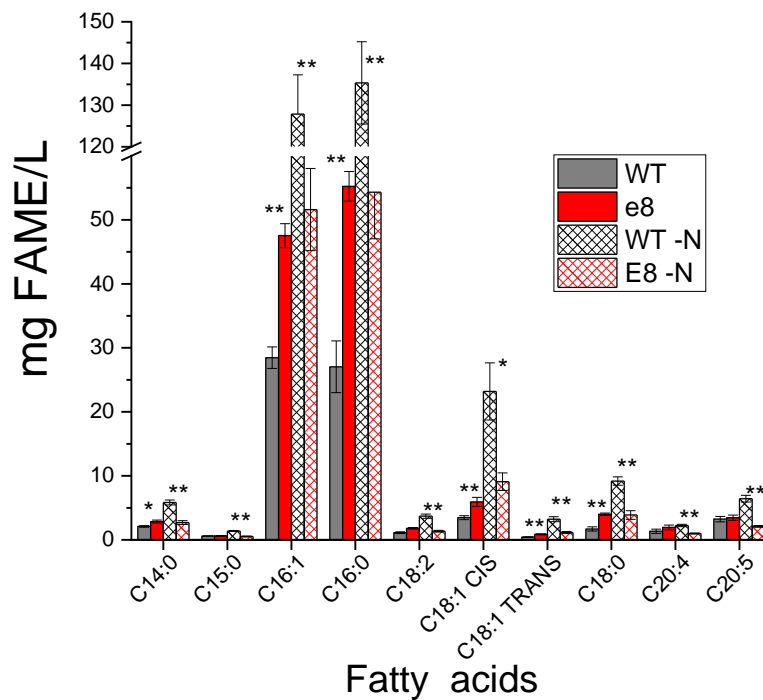 mg FAME/L
150
140
130
120
50
40
30
20
10
0
**
**
**
**
*
**
**
**
*
**
**
**
**
**
**
**
WT
e8
WT -N
E8 -N
C14:0
C15:0
C16:1
C16:0
C18:2
C18:1 CIS
C18:1 TRANS
C18:0
C20:4
C20:5
Fatty acids